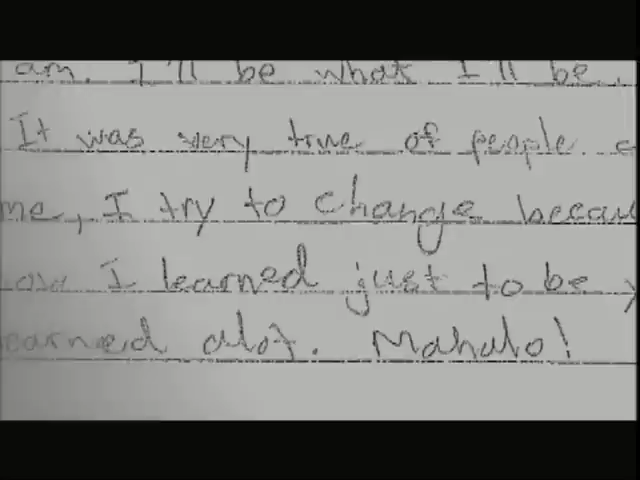 am. I'll be what I'll be.
It was very true of people
me, I try to change becau
I learned just to be
earned alot. Mahalo!